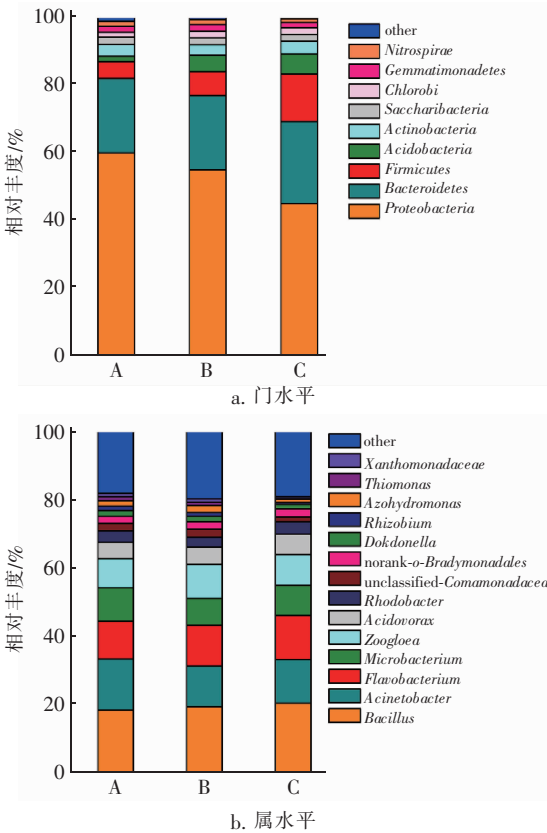 100
80
60
40
20
0
相对丰度/%
A B C
other
Nitrospirae
Gemmatimonadetes
Chlorobi
Saccharibacteria
Actinobacteria
Acidobacteria
Firmicutes
Bacteroidetes
Proteobacteria
a. 门水平
100
80
60
40
20
0
相对丰度/%
A B C
other
Xanthomonadaceae
Thiomonas
Azohydromonas
Rhizobium
Dokdonella
norank-o-Bradymonadales
unclassified-Comamonadacea
Rhodobacter
Acidovorax
Zoogloea
Microbacterium
Flavobacterium
Acinetobacter
Bacillus
b. 属水平